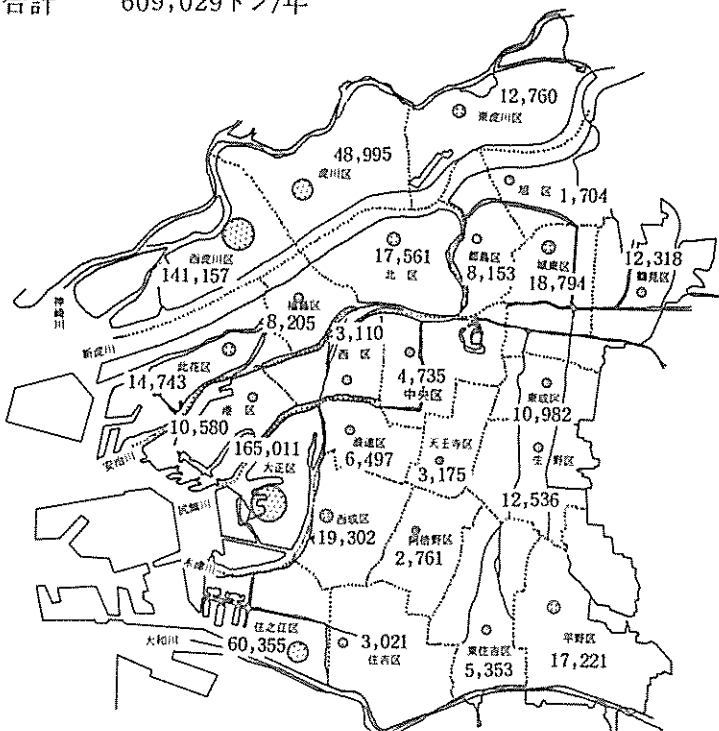 合計 609,029トン/年
12,760
東淀川区
48,995
淀川区
旭区
1,704
西淀川区
141,157
17,561
北区
都島区
8,153
城東区
18,794
12,318
鶴見区
神崎川
福島区
8,205
新淀川
3,110
西区
此花区
14,743
4,735
中央区
東成区
10,982
港区
10,580
安治川
165,011
大正区
浪速区
6,497
天王寺区
3,175
生野区
12,536
尻無川
西成区
19,302
阿倍野区
2,761
木津川
住之江区
60,355
大和川
3,021
住吉区
東住吉区
5,353
平野区
17,221